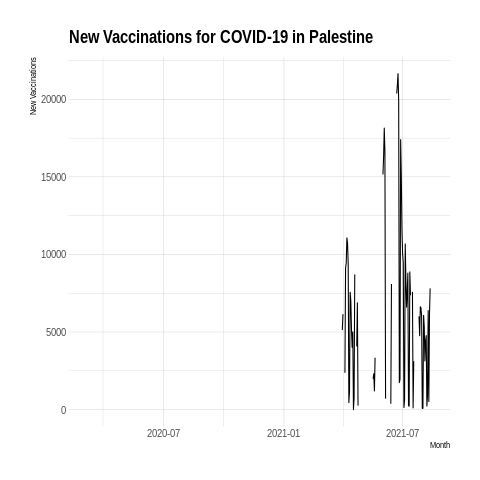 New Vaccinations for COVID-19 in Palestine
New Vaccinations
20000
15000
10000
5000
0
2020-07 2021-01 2021-07
Month